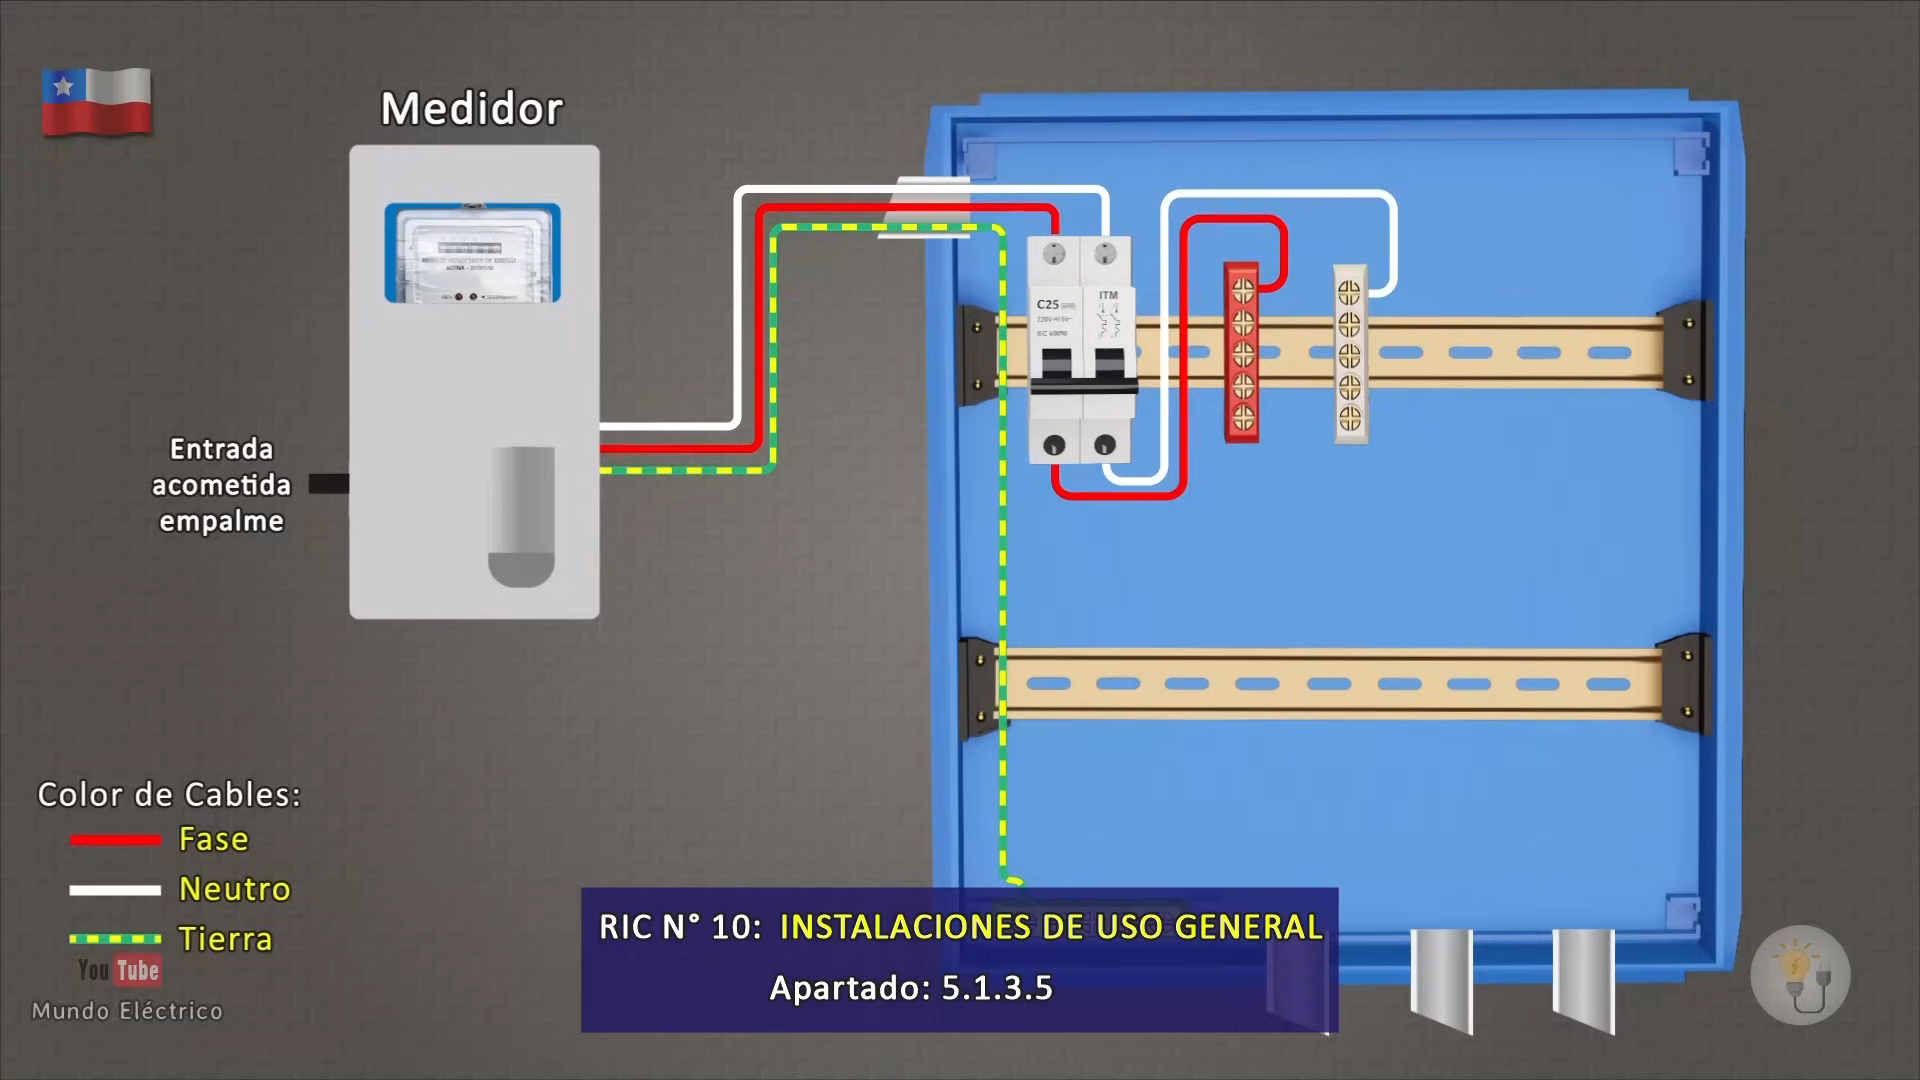 Medidor
Entrada
acometida
empalme
C25
ITM
Color de Cables:
Fase
Neutro
Tierra
You Tube
Mundo Eléctrico
RIC N° 10: INSTALACIONES DE USO GENERAL
Apartado: 5.1.3.5